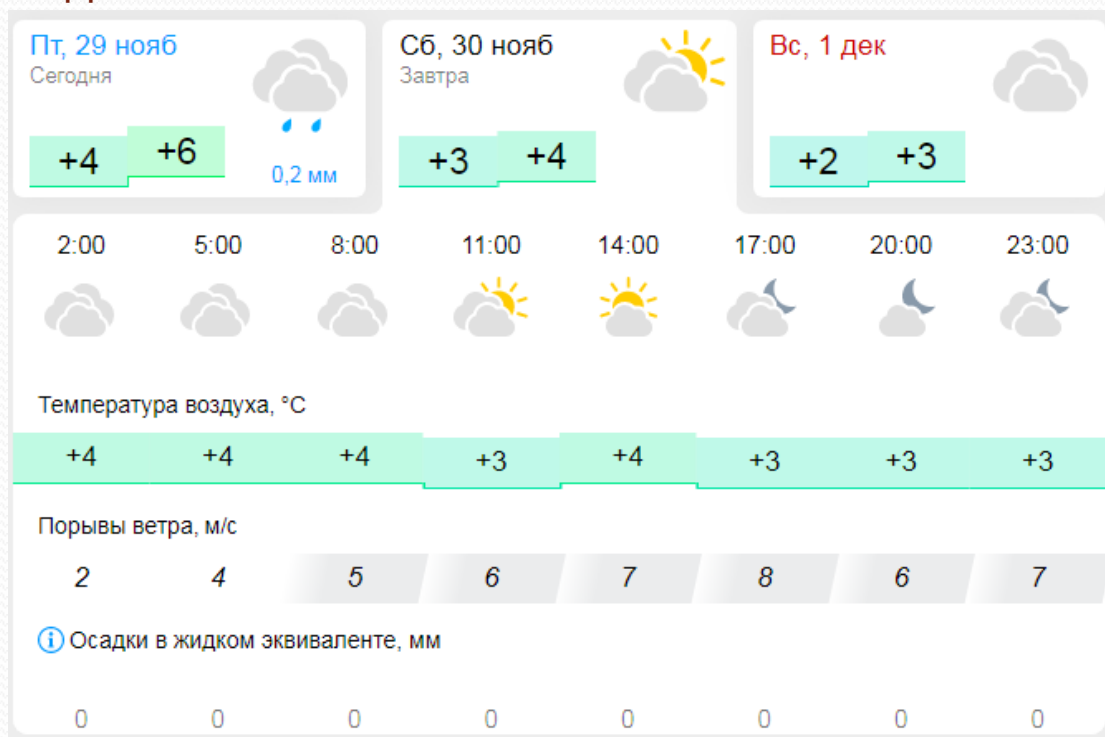 Пт, 29 нояб
Сегодня
+4 +6
0,2 мм
Сб, 30 нояб
Завтра
+3 +4
Вс, 1 дек
+2 +3
2:00 5:00 8:00 11:00 14:00 17:00 20:00 23:00
Температура воздуха, °C
+4 +4 +4 +3 +4 +3 +3 +3
Порывы ветра, м/с
2 4 5 6 7 8 6 7
Осадки в жидком эквиваленте, мм
0 0 0 0 0 0 0 0